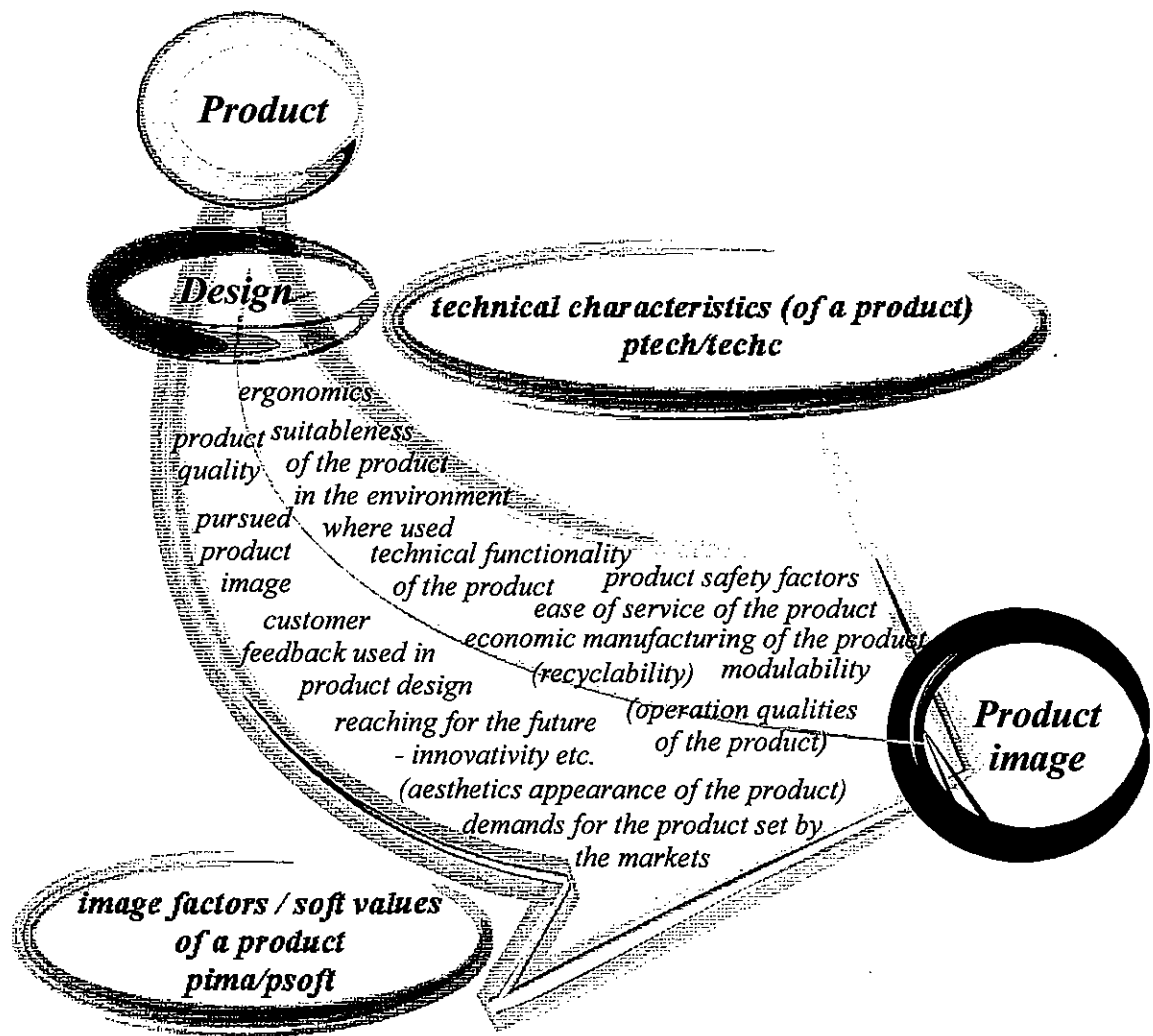 Product
Design
technical characteristics (of a product)
ptech/techc
ergonomics
product
quality
suitableness
of the product
in the environment
where used
pursued
product
image
technical functionality
of the product
product safety factors
ease of service of the product
economic manufacturing of the product
(recyclability)
modulability
customer
feedback used in
product design
(operation qualities
of the product)
reaching for the future
- innovativity etc.
(aesthetics appearance of the product)
demands for the product set by
the markets
Product
image
image factors / soft values
of a product
pima/psoft